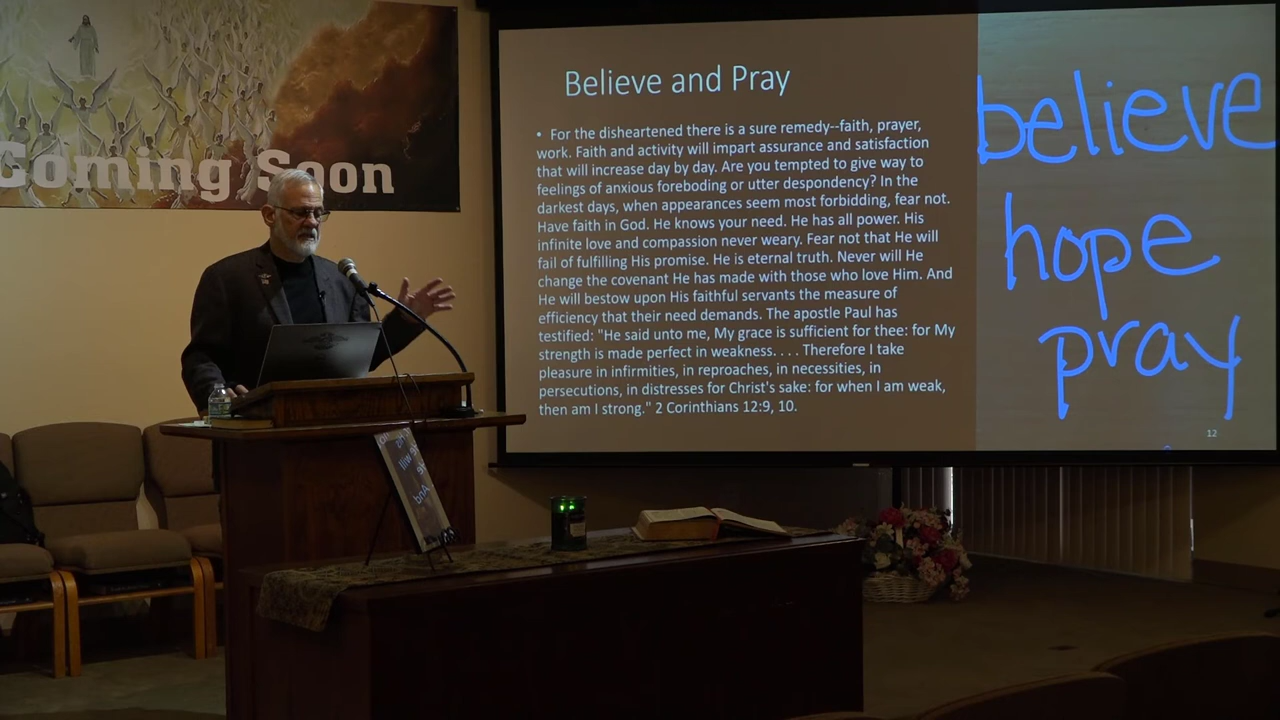 Coming Soon
Believe and Pray
• For the disheartened there is a sure remedy--faith, prayer,
work. Faith and activity will impart assurance and satisfaction
that will increase day by day. Are you tempted to give way to
feelings of anxious foreboding or utter despondency? In the
darkest days, when appearances seem most forbidding, fear not.
Have faith in God. He knows your need. He has all power. His
infinite love and compassion never weary. Fear not that He will
fail of fulfilling His promise. He is eternal truth. Never will He
change the covenant He has made with those who love Him. And
He will bestow upon His faithful servants the measure of
efficiency that their need demands. The apostle Paul has
testified: "He said unto me, My grace is sufficient for thee: for My
strength is made perfect in weakness. . . . Therefore I take
pleasure in infirmities, in reproaches, in necessities, in
persecutions, in distresses for Christ's sake: for when I am weak,
then am I strong." 2 Corinthians 12:9, 10.
believe
hope
pray
12
he will
And